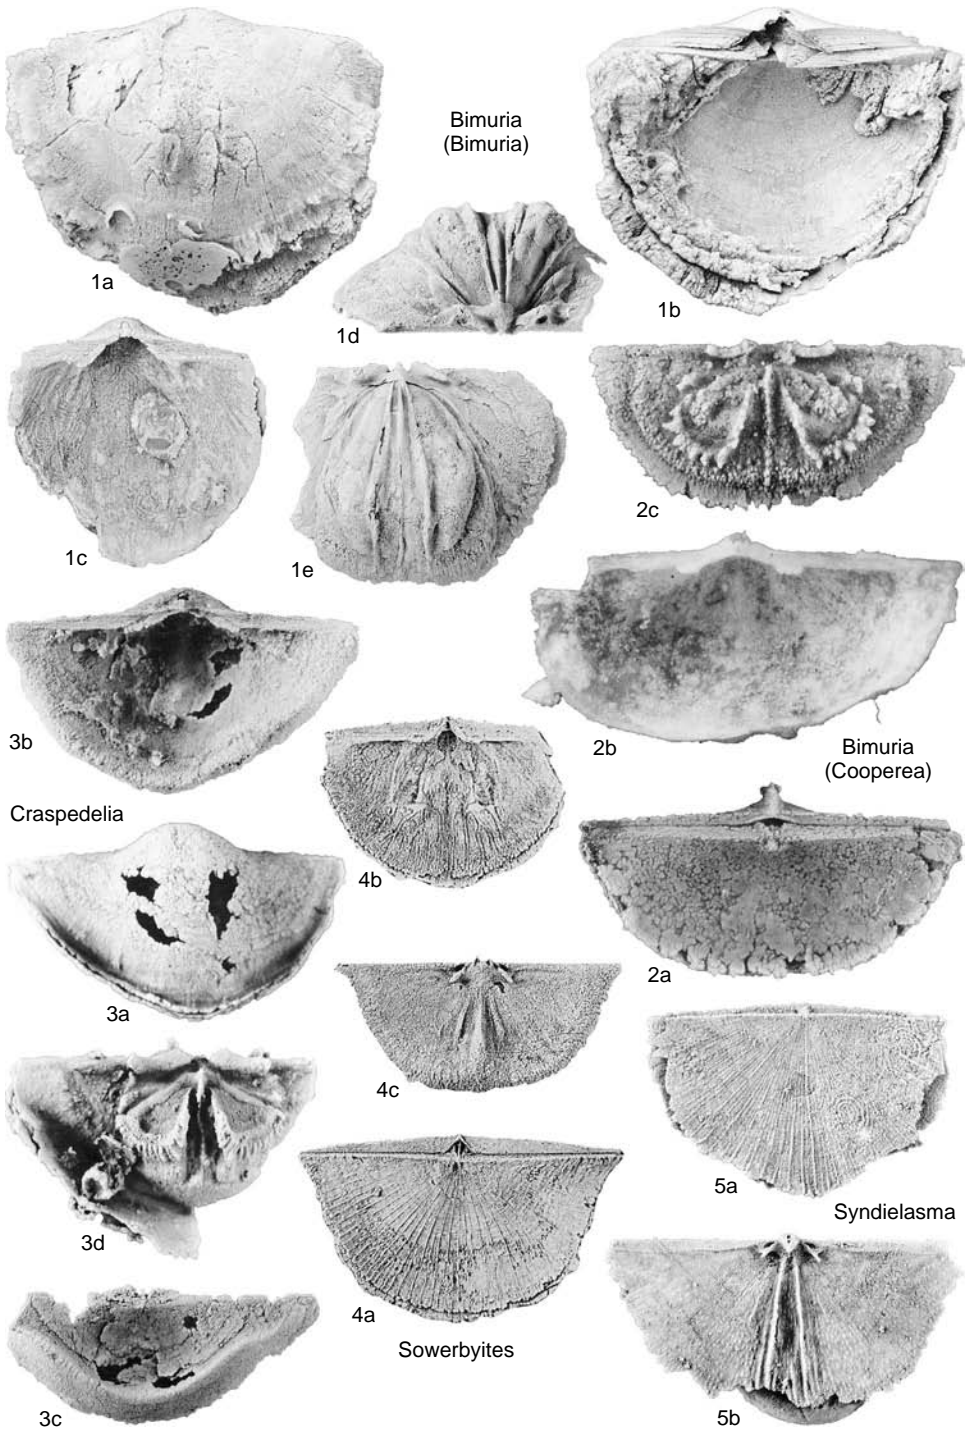 Bimuria
(Bimuria)
1a
1b
1d
1c
1e
2c
3b
2b
Bimuria
(Cooperea)
Craspedelia
4b
3a
2a
4c
5a
Syndielasma
3d
4a
Sowerbyites
3c
5b